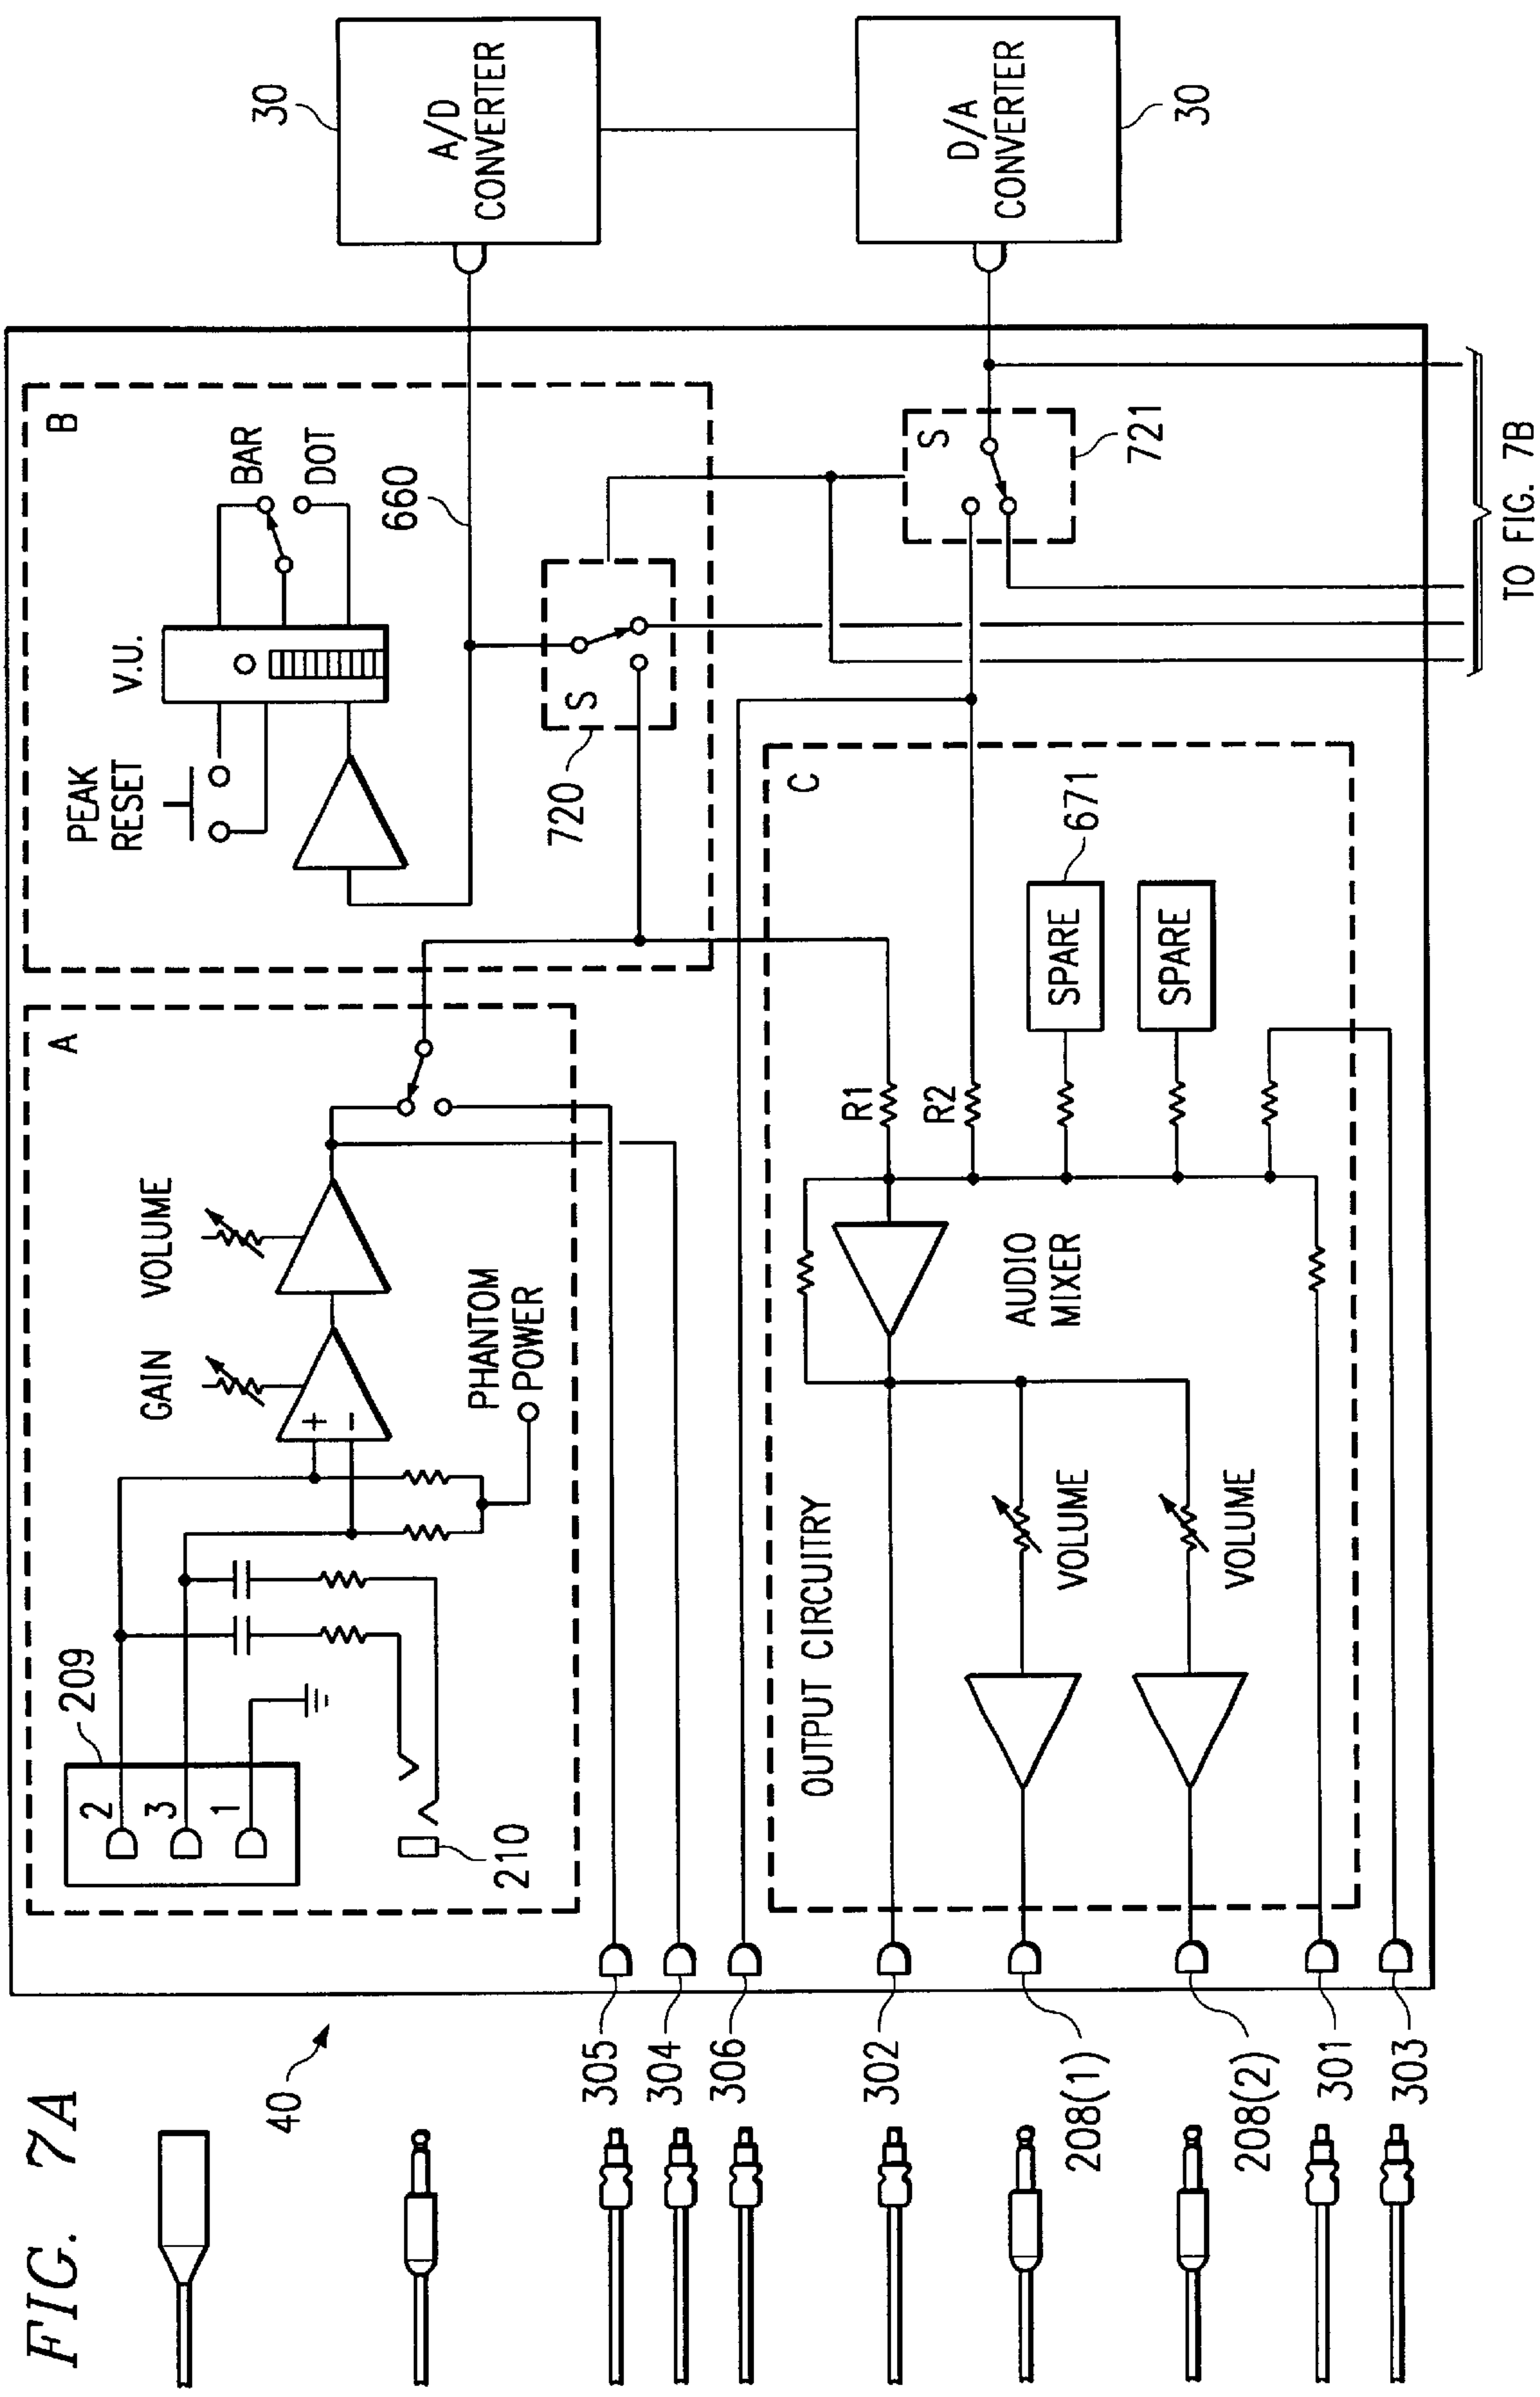 FIG. 7A
40
A
209
2
3
1
210
GAIN
VOLUME
+
-
PHANTOM
POWER
B
PEAK
RESET
V.U.
BAR
DOT
660
S
720
30
A/D
CONVERTER
D/A
CONVERTER
30
S
721
TO FIG. 7B
C
R1
R2
SPARE
671
SPARE
AUDIO
MIXER
OUTPUT CIRCUITRY
VOLUME
VOLUME
305
304
306
302
208(1)
208(2)
301
303